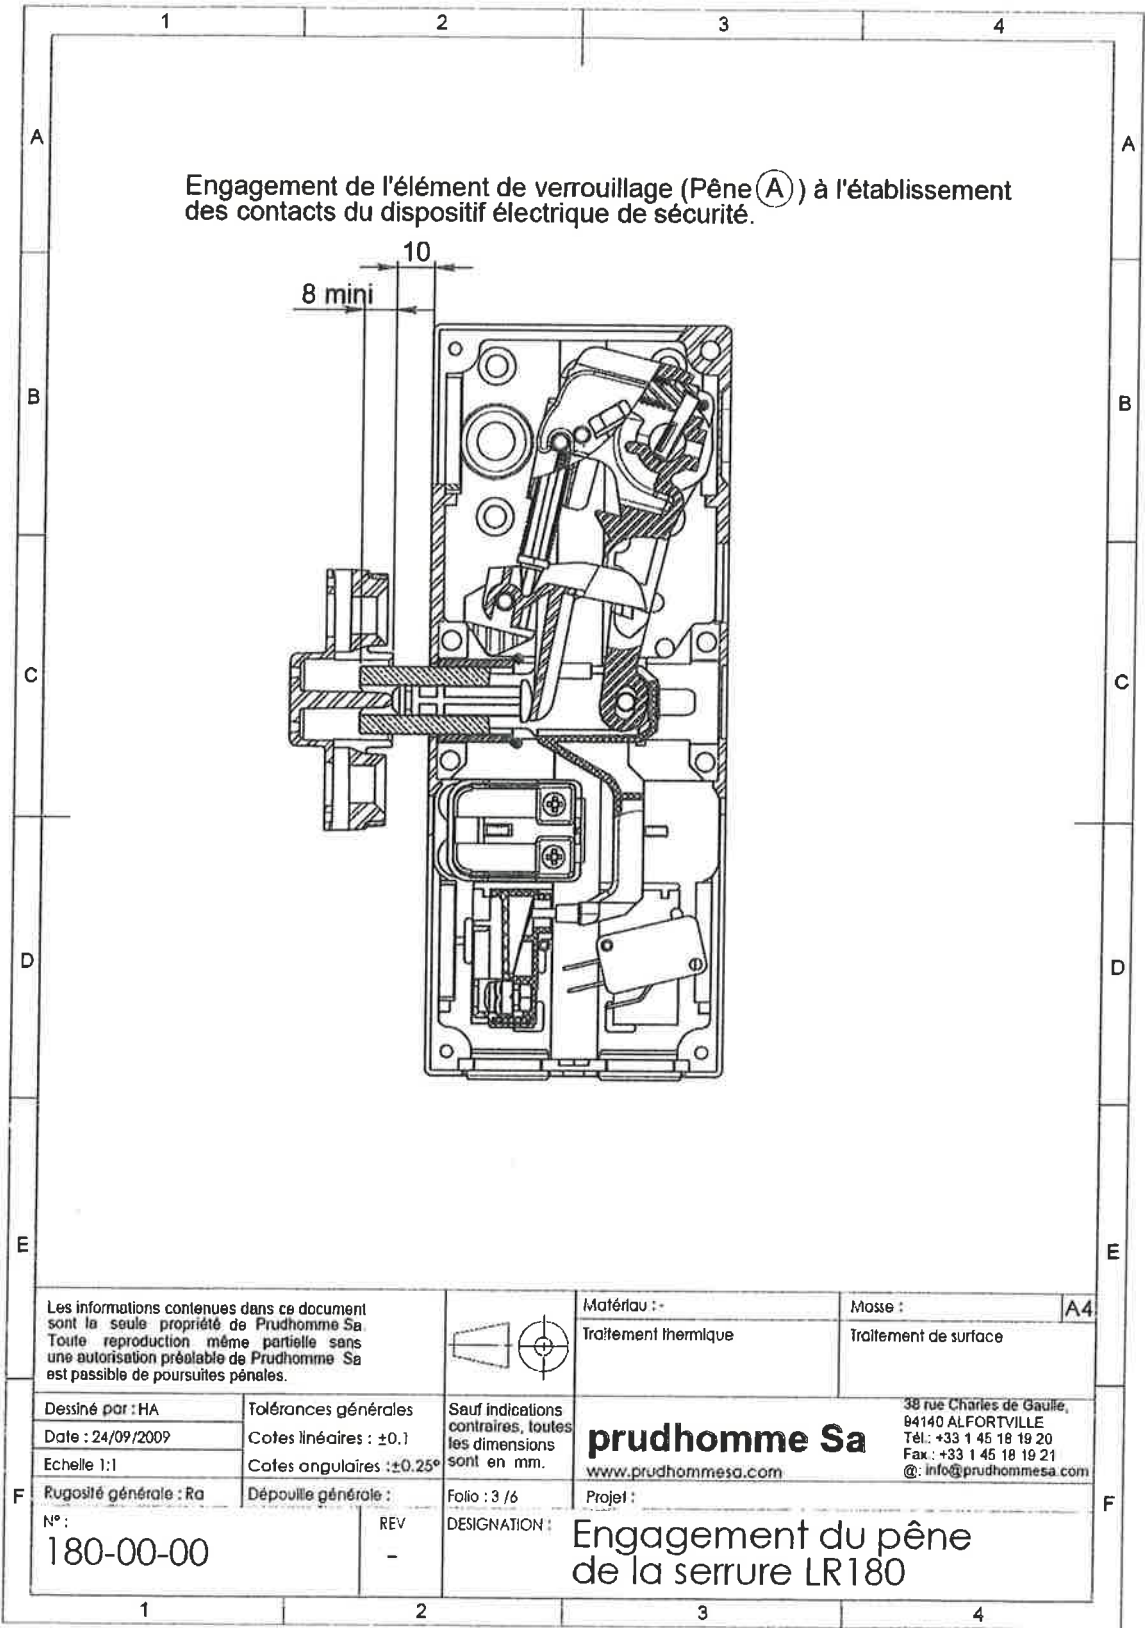 1 2 3 4
A A
Engagement de l'élément de verrouillage (Pêne A) à l'établissement
des contacts du dispositif électrique de sécurité.
10
8 mini
B B
C C
D D
E E
Les informations contenues dans ce document
sont la seule propriété de Prudhomme Sa.
Toute reproduction même partielle sans
une autorisation préalable de Prudhomme Sa
est passible de poursuites pénales.
Matériau : -
Masse :
A4
Traitement thermique
Traitement de surface
Dessiné par : HA
Date : 24/09/2009
Echelle 1:1
Rugosité générale : Ra
Tolérances générales
Cotes linéaires : ±0.1
Cotes angulaires : ±0.25°
Dépouille générale :
Sauf indications
contraires, toutes
les dimensions
sont en mm.
Folio : 3 /6
prudhomme Sa
www.prudhommesa.com
38 rue Charles de Gaulle,
94140 ALFORTVILLE
Tél.: +33 1 45 18 19 20
Fax : +33 1 45 18 19 21
@: info@prudhommesa.com
Projet :
F F
N° :
180-00-00
REV
-
DESIGNATION :
Engagement du pêne
de la serrure LR180
1 2 3 4